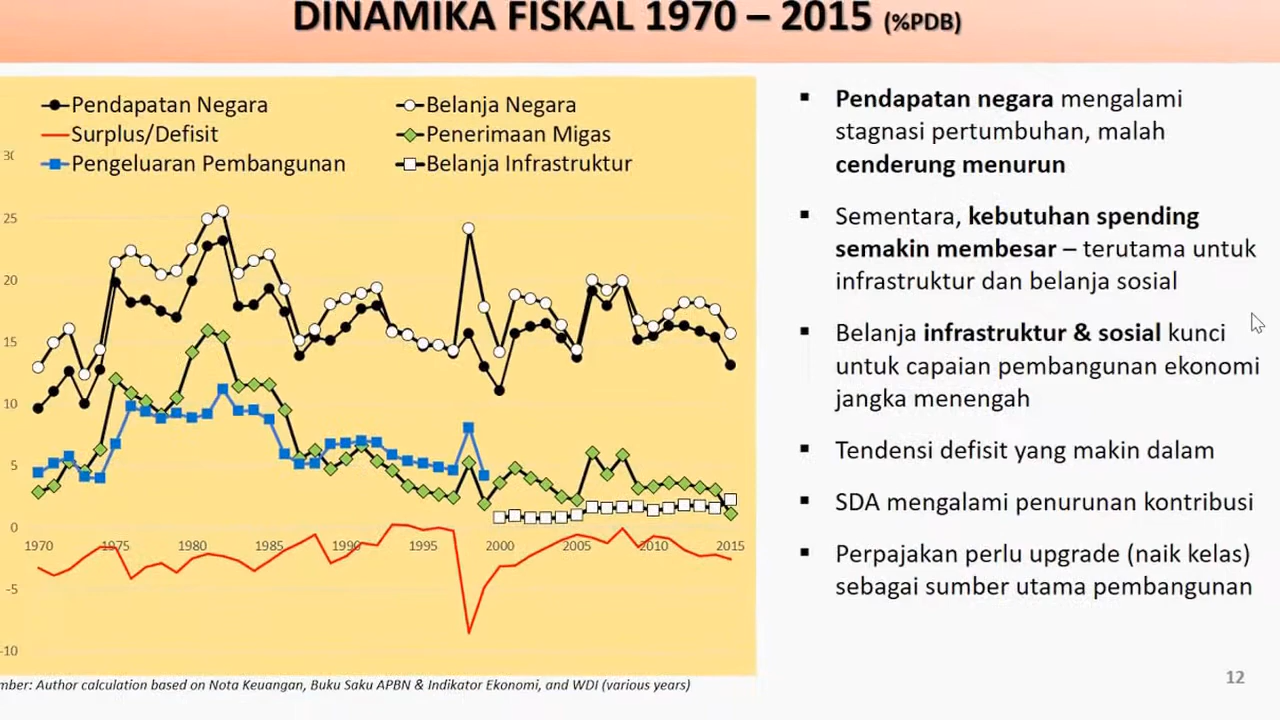 DINAMIKA FISKAL 1970 – 2015 (%PDB)
Pendapatan Negara
Belanja Negara
Surplus/Defisit
Penerimaan Migas
Pengeluaran Pembangunan
Belanja Infrastruktur
30
25
20
15
10
5
0
-5
-10
1970
1975
1980
1985
1990
1995
2000
2005
2010
2015
mber: Author calculation based on Nota Keuangan, Buku Saku APBN & Indikator Ekonomi, and WDI (various years)
▪ Pendapatan negara mengalami
stagnasi pertumbuhan, malah
cenderung menurun
▪ Sementara, kebutuhan spending
semakin membesar – terutama untuk
infrastruktur dan belanja sosial
▪ Belanja infrastruktur & sosial kunci
untuk capaian pembangunan ekonomi
jangka menengah
▪ Tendensi defisit yang makin dalam
▪ SDA mengalami penurunan kontribusi
▪ Perpajakan perlu upgrade (naik kelas)
sebagai sumber utama pembangunan
12